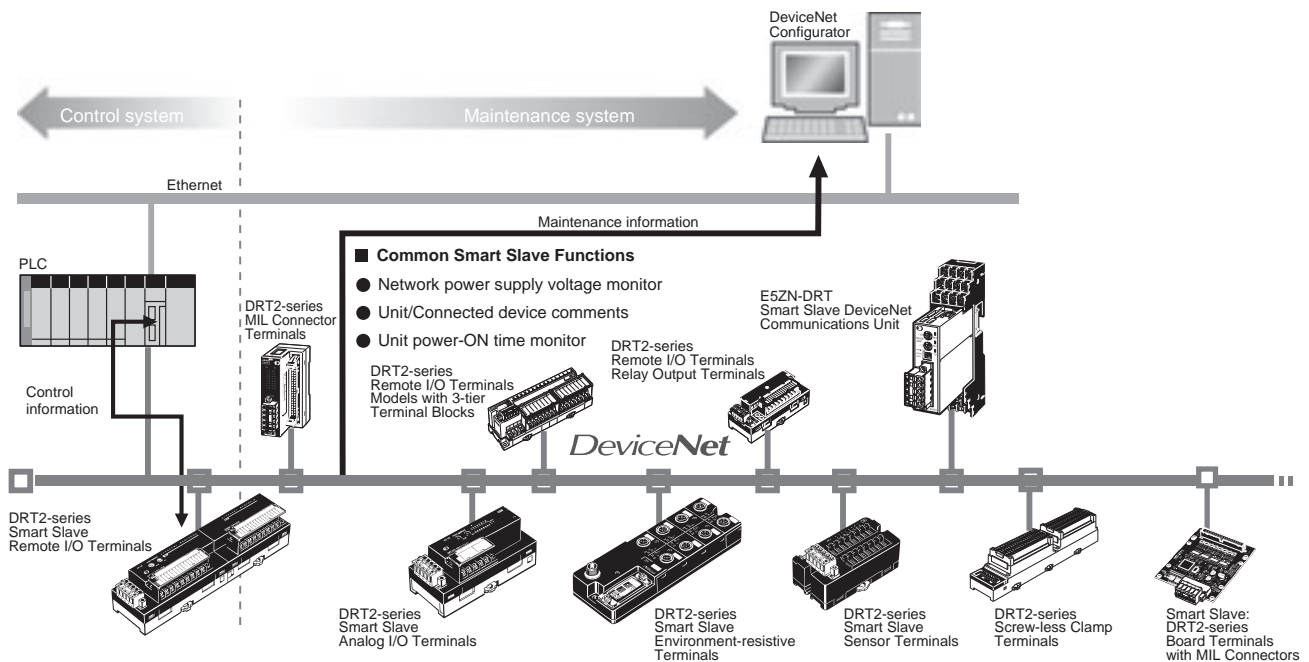 DeviceNet
Configurator
Control system
Maintenance system
Ethernet
Maintenance information
■ Common Smart Slave Functions
● Network power supply voltage monitor
● Unit/Connected device comments
● Unit power-ON time monitor
PLC
DRT2-series
MIL Connector
Terminals
E5ZN-DRT
Smart Slave DeviceNet
Communications Unit
DRT2-series
Remote I/O Terminals
Models with 3-tier
Terminal Blocks
DRT2-series
Remote I/O Terminals
Relay Output Terminals
Control
information
DeviceNet
DRT2-series
Smart Slave
Remote I/O Terminals
DRT2-series
Smart Slave
Analog I/O Terminals
DRT2-series
Smart Slave
Environment-resistive
Terminals
DRT2-series
Smart Slave
Sensor Terminals
DRT2-series
Screw-less Clamp
Terminals
Smart Slave:
DRT2-series
Board Terminals
with MIL Connectors